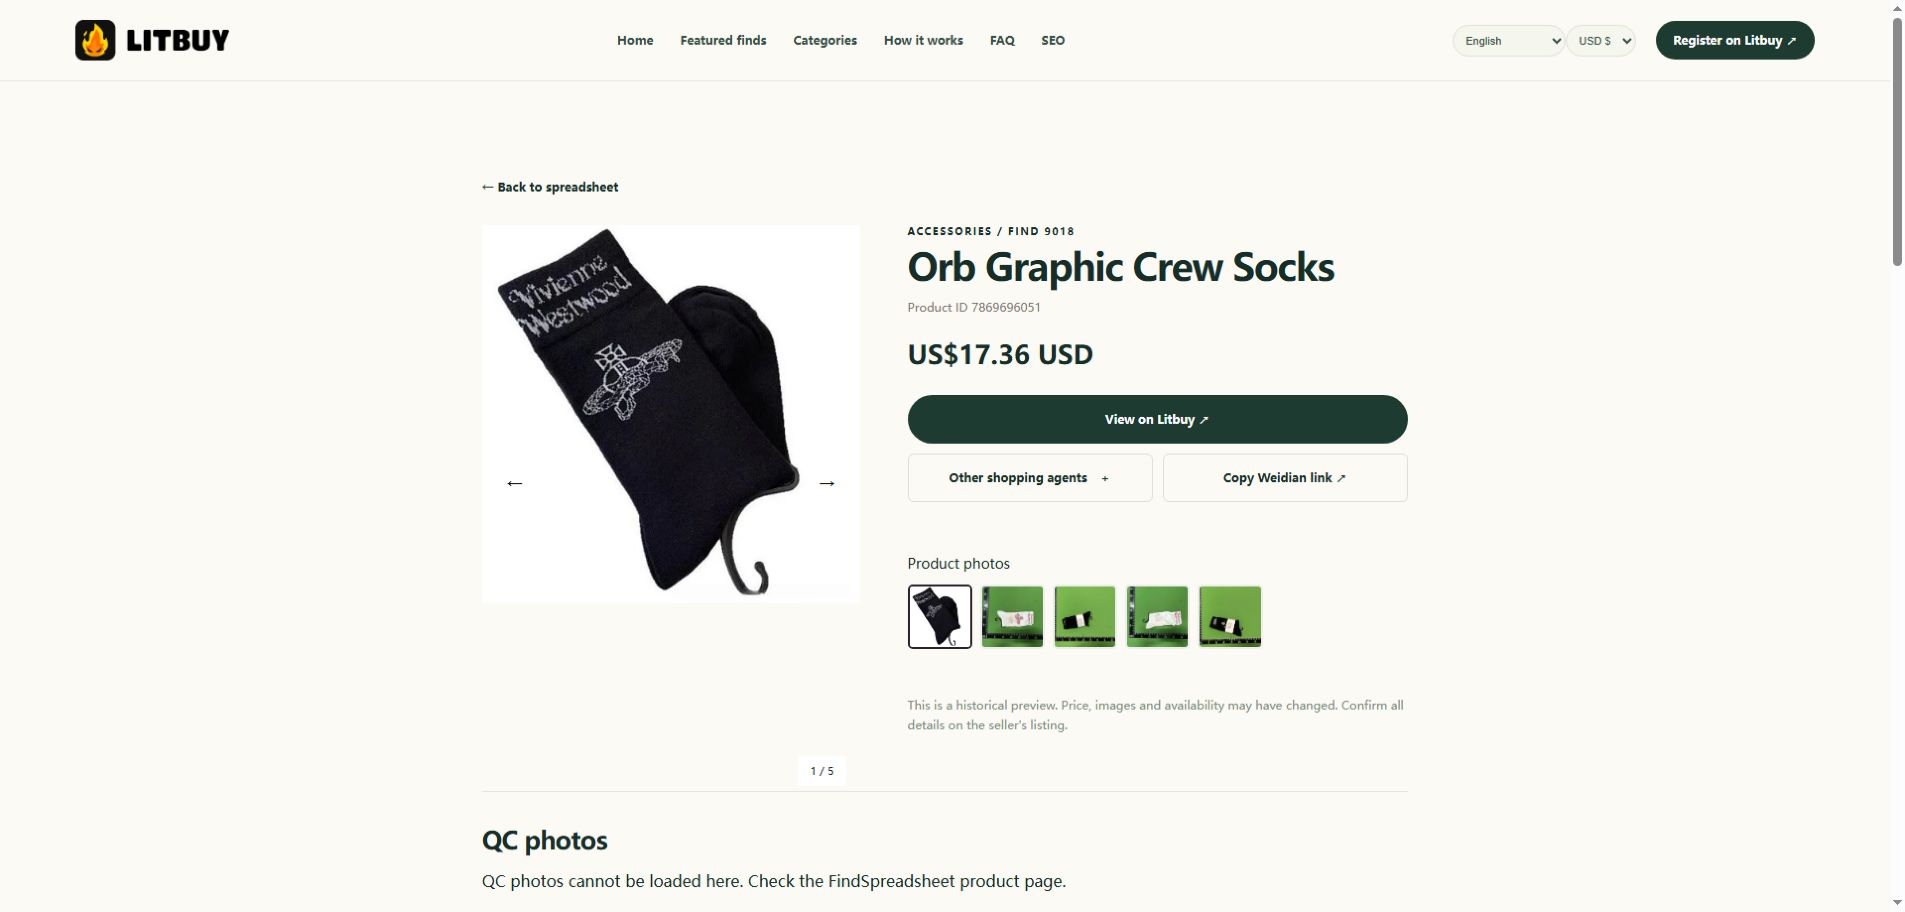 LITBUY
Home
Featured finds
Categories
How it works
FAQ
SEO
English
USD $
Register on Litbuy ↗
← Back to spreadsheet
Vivienne
Westwood
←
→
1 / 5
ACCESSORIES / FIND 9018
Orb Graphic Crew Socks
Product ID 7869696051
US$17.36 USD
View on Litbuy ↗
Other shopping agents +
Copy Weidian link ↗
Product photos
This is a historical preview. Price, images and availability may have changed. Confirm all
details on the seller's listing.
QC photos
QC photos cannot be loaded here. Check the FindSpreadsheet product page.